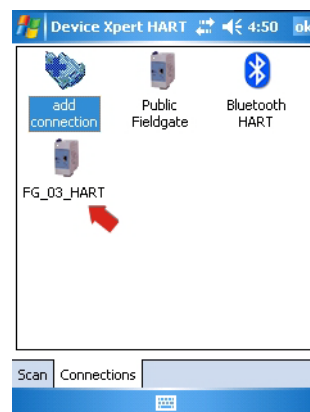 Device Xpert HART 4:50 ok
add
connection
Public
Fieldgate
Bluetooth
HART
FG_03_HART
Scan Connections